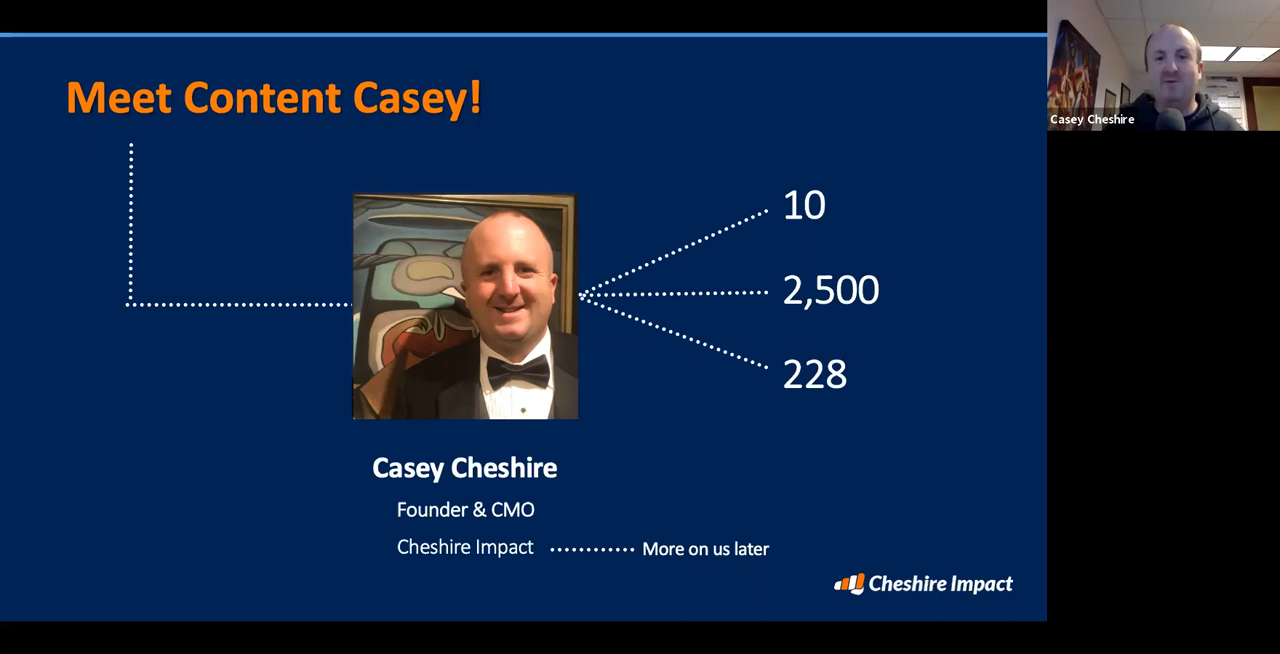 Meet Content Casey!
10
2,500
228
Casey Cheshire
Founder & CMO
Cheshire Impact
More on us later
Cheshire Impact
Casey Cheshire